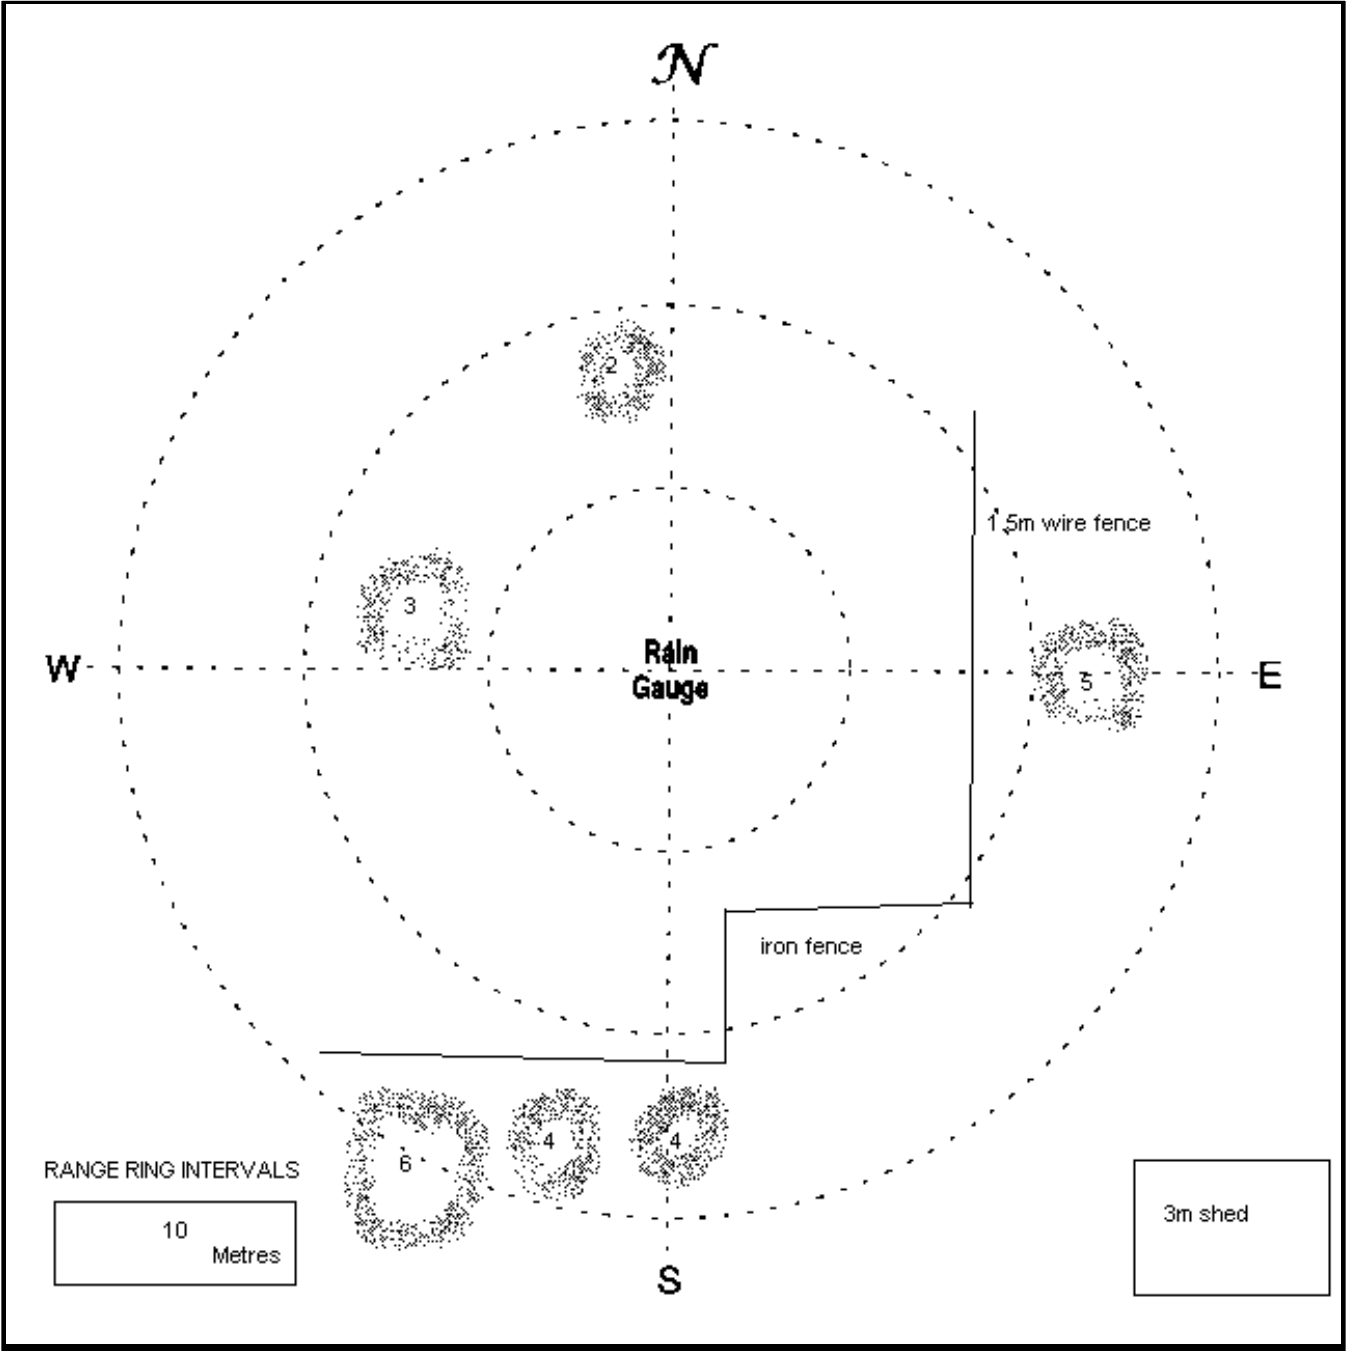 N
2
1.5m wire fence
3
Rain
Gauge
W
E
5
iron fence
4
4
6
RANGE RING INTERVALS
10
Metres
3m shed
S